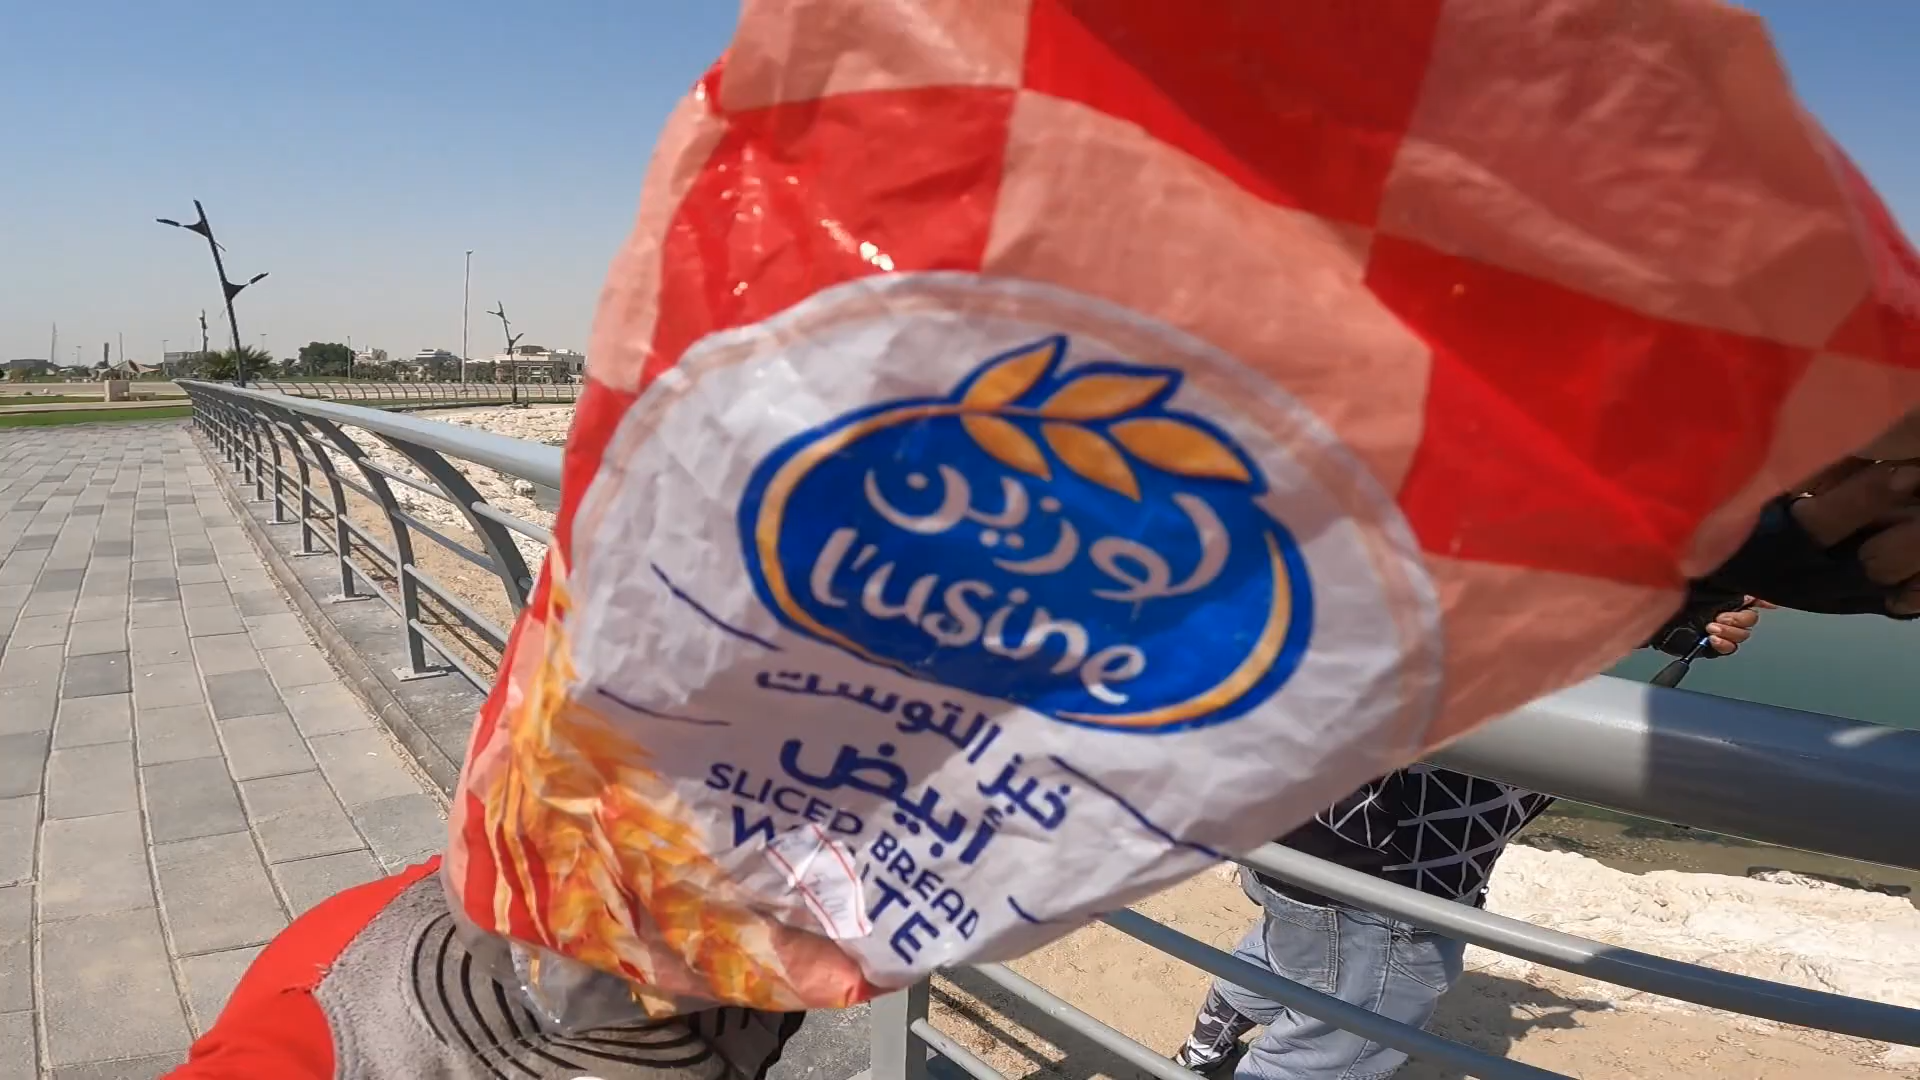 لوزين
l'usine
خبز التوست
أبيض
SLICED BREAD
WHITE